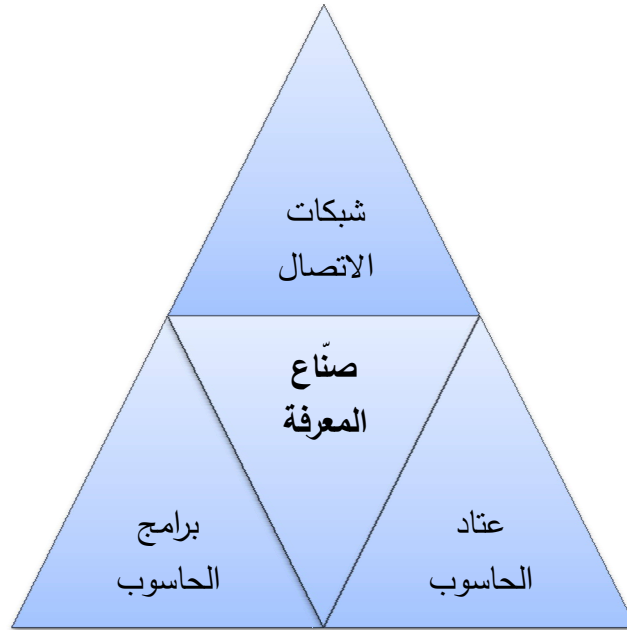 شبكات
الاتصال
صنّاع
المعرفة
عتاد
الحاسوب
برامج
الحاسوب